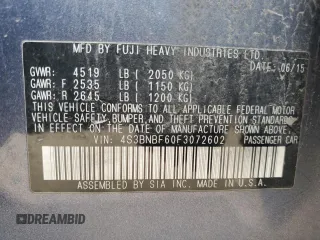 MFD BY FUJI HEAVY INDUSTRIES LTD.
DATE: 06/15
GVWR: 4519 LB ( 2050 KG)
GAWR: F 2535 LB ( 1150 KG)
GAWR: R 2645 LB ( 1200 KG)
THIS VEHICLE CONFORMS TO ALL APPLICABLE FEDERAL MOTOR
VEHICLE SAFETY, BUMPER, AND THEFT PREVENTION STANDARDS
IN EFFECT ON THE DATE OF MANUFACTURE SHOWN ABOVE.
VIN: 4S3BNBF60F3072602 PASSENGER CAR
ASSEMBLED BY SIA INC. MADE IN U.S.A.
DREAMBID